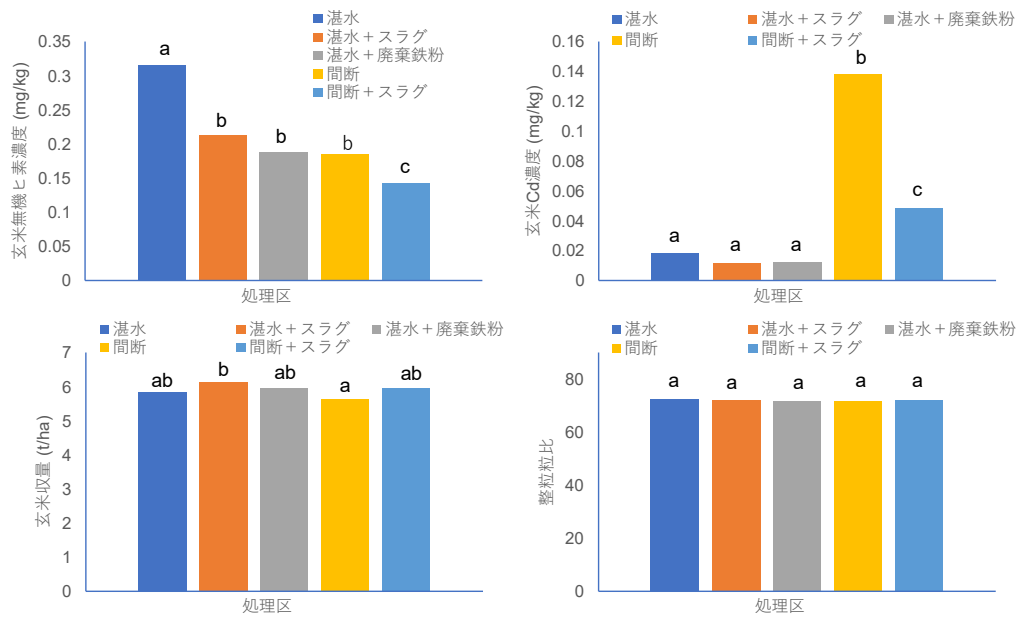 湛水
湛水＋スラグ
湛水＋廃棄鉄粉
間断
間断＋スラグ
0.35
0.3
0.25
0.2
0.15
0.1
0.05
0
玄米無機ヒ素濃度 (mg/kg)
a
b
b
b
c
処理区
湛水
湛水＋スラグ
湛水＋廃棄鉄粉
間断
間断＋スラグ
0.16
0.14
0.12
0.1
0.08
0.06
0.04
0.02
0
玄米Cd濃度 (mg/kg)
a
a
a
b
c
処理区
湛水
湛水＋スラグ
湛水＋廃棄鉄粉
間断
間断＋スラグ
7
6
5
4
3
2
1
0
玄米収量 (t/ha)
ab
b
ab
a
ab
処理区
湛水
湛水＋スラグ
湛水＋廃棄鉄粉
間断
間断＋スラグ
80
60
40
20
0
整粒粒比
a
a
a
a
a
処理区